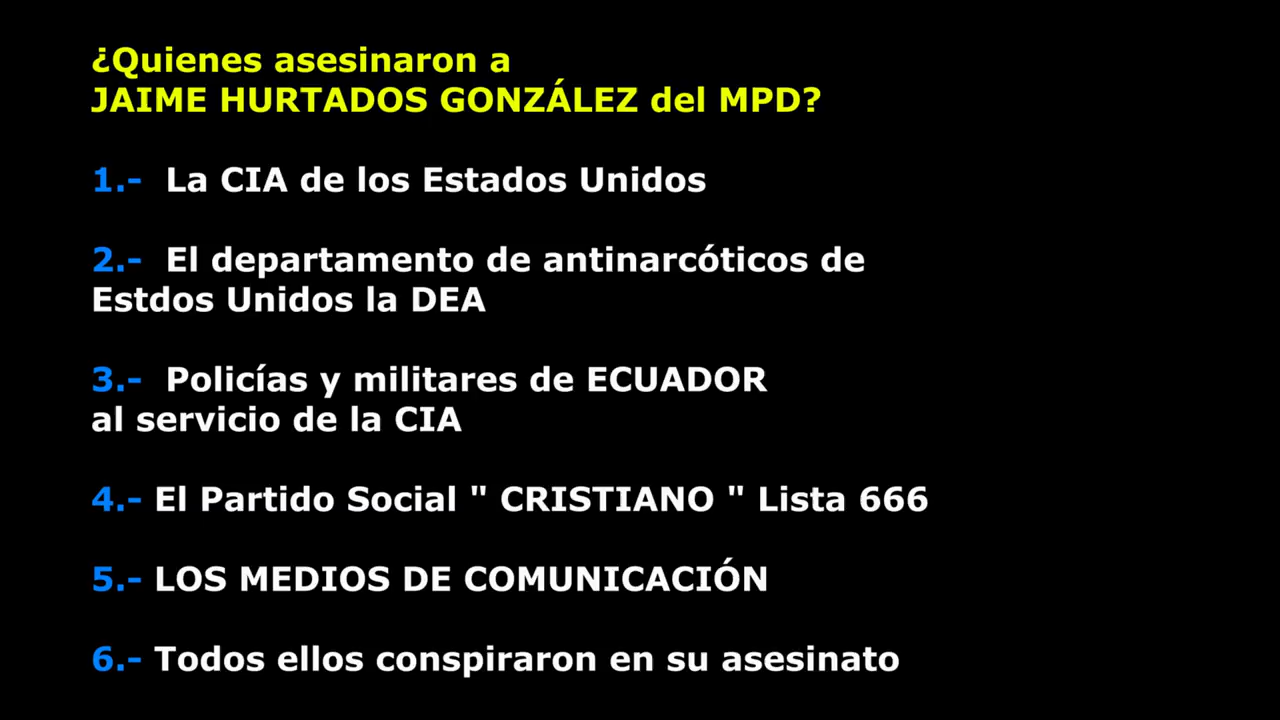 ¿Quienes asesinaron a
JAIME HURTADOS GONZÁLEZ del MPD?
1.- La CIA de los Estados Unidos
2.- El departamento de antinarcóticos de
Estdos Unidos la DEA
3.- Policías y militares de ECUADOR
al servicio de la CIA
4.- El Partido Social " CRISTIANO " Lista 666
5.- LOS MEDIOS DE COMUNICACIÓN
6.- Todos ellos conspiraron en su asesinato